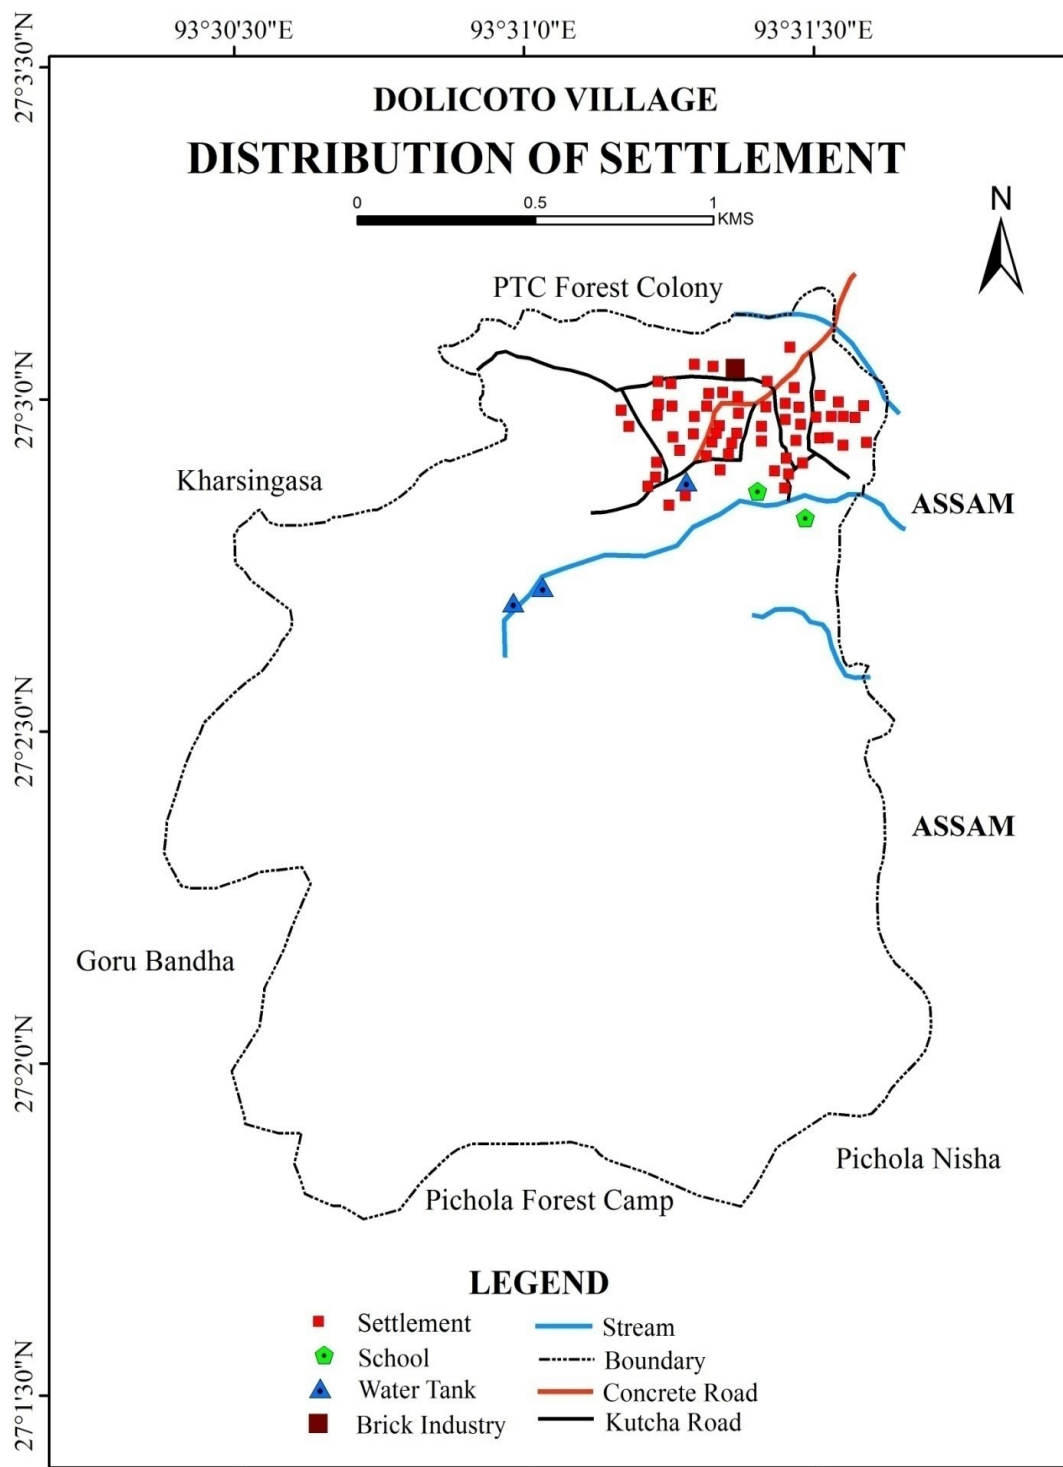 93°30'30"E 93°31'0"E 93°31'30"E
27°3'30"N
DOLICOTO VILLAGE
DISTRIBUTION OF SETTLEMENT
0 0.5 1
KMS
N
PTC Forest Colony
27°3'0"N
Kharsingasa
ASSAM
27°2'30"N
ASSAM
Goru Bandha
27°2'0"N
Pichola Nisha
Pichola Forest Camp
LEGEND
Settlement
School
Water Tank
Brick Industry
Stream
Boundary
Concrete Road
Kutcha Road
27°1'30"N